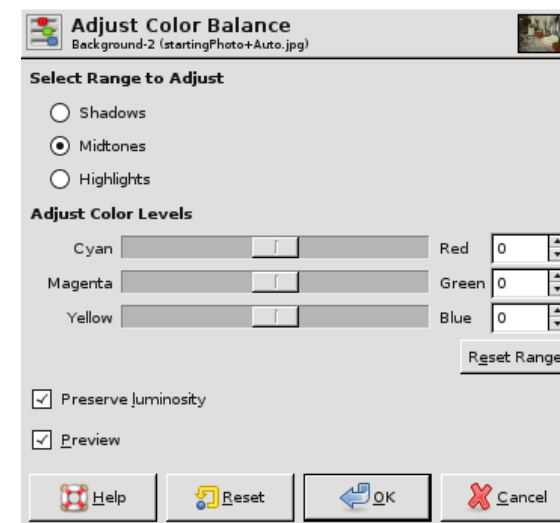 Adjust Color Balance
Background-2 (startingPhoto+Auto.jpg)
Select Range to Adjust
Shadows
Midtones
Highlights
Adjust Color Levels
Cyan Red 0
Magenta Green 0
Yellow Blue 0
Reset Range
Preserve luminosity
Preview
Help Reset OK Cancel